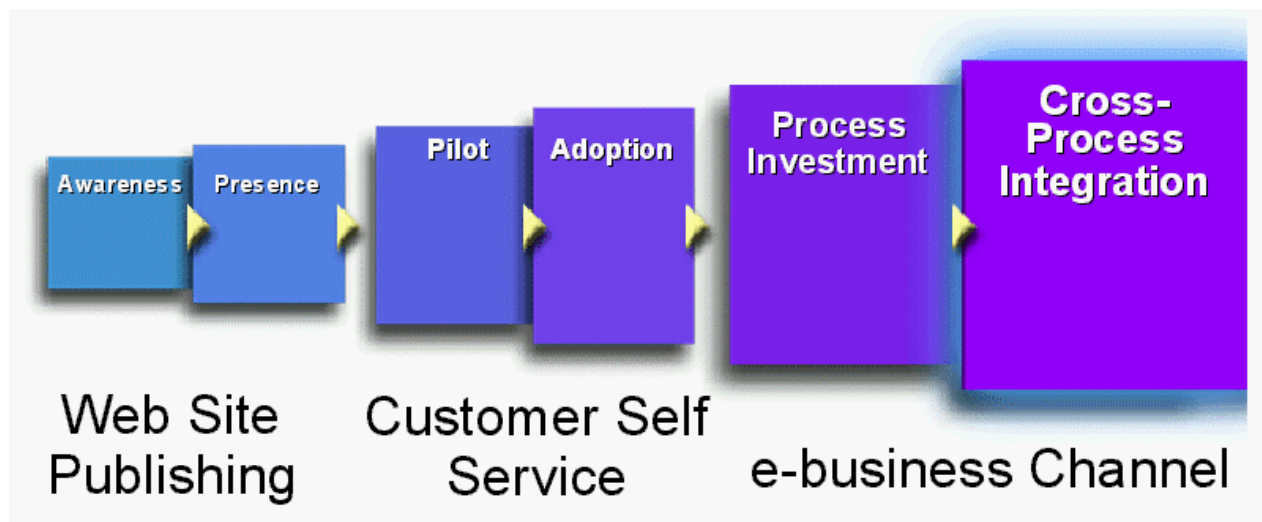 Awareness
Presence
Pilot
Adoption
Process
Investment
Cross-
Process
Integration
Web Site
Publishing
Customer Self
Service
e-business Channel